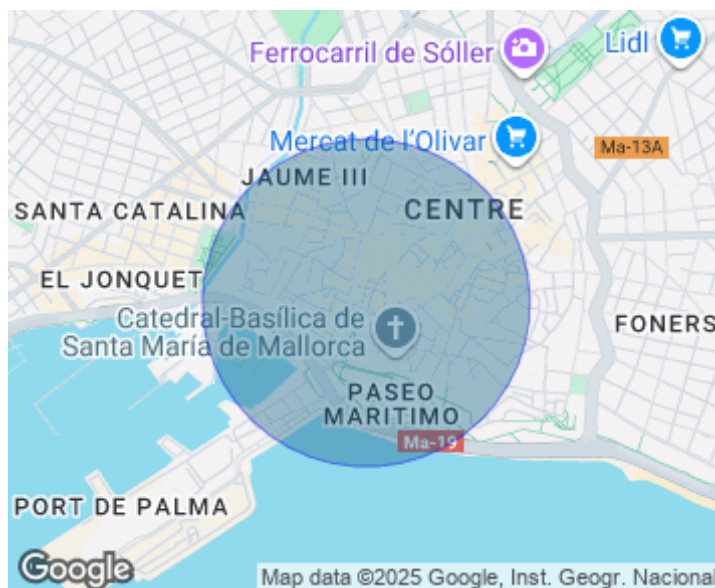 Ferrocarril de Sóller
Lidl
Mercat de l'Olivar
Ma-13A
JAUME III
SANTA CATALINA
CENTRE
EL JONQUET
Catedral-Basílica de
Santa María de Mallorca
FONERS
PASEO
MARITIMO
Ma-19
PORT DE PALMA
Google
Map data ©2025 Google, Inst. Geogr. Nacional